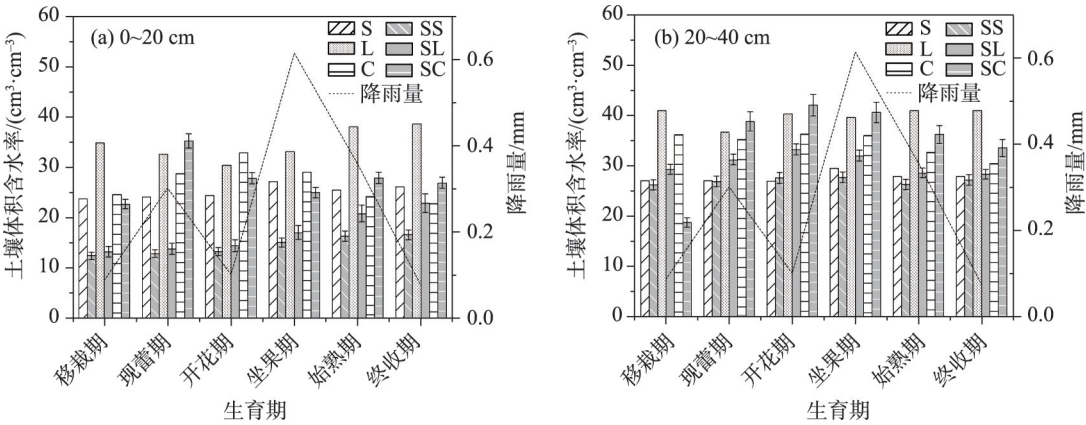 (a) 0~20 cm
S SS
L SL
C SC
降雨量
土壤体积含水率/(cm³·cm⁻³)
60
50
40
30
20
10
0
0.6
0.4
0.2
0.0
降雨量/mm
移栽期 现蕾期 开花期 坐果期 始熟期 终收期
生育期
(b) 20~40 cm
S SS
L SL
C SC
降雨量
土壤体积含水率/(cm³·cm⁻³)
60
50
40
30
20
10
0
0.6
0.4
0.2
0.0
降雨量/mm
移栽期 现蕾期 开花期 坐果期 始熟期 终收期
生育期